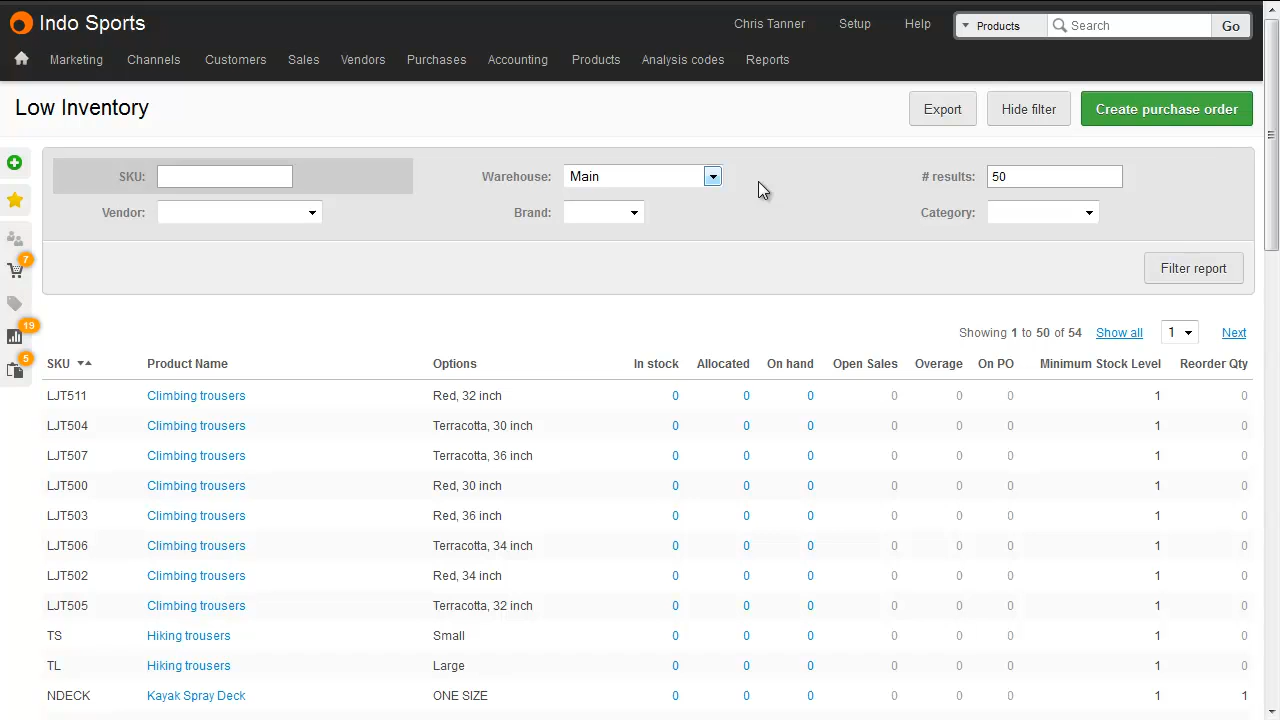 Indo Sports Chris Tanner Setup Help Products Search Go
Marketing Channels Customers Sales Vendors Purchases Accounting Products Analysis codes Reports
Low Inventory Export Hide filter Create purchase order
SKU: Warehouse: Main # results: 50
Vendor: Brand: Category:
7
Filter report
19
Showing 1 to 50 of 54 Show all 1 Next
5
SKU Product Name Options In stock Allocated On hand Open Sales Overage On PO Minimum Stock Level Reorder Qty
LJT511 Climbing trousers Red, 32 inch 0 0 0 0 0 0 1 0
LJT504 Climbing trousers Terracotta, 30 inch 0 0 0 0 0 0 1 0
LJT507 Climbing trousers Terracotta, 36 inch 0 0 0 0 0 0 1 0
LJT500 Climbing trousers Red, 30 inch 0 0 0 0 0 0 1 0
LJT503 Climbing trousers Red, 36 inch 0 0 0 0 0 0 1 0
LJT506 Climbing trousers Terracotta, 34 inch 0 0 0 0 0 0 1 0
LJT502 Climbing trousers Red, 34 inch 0 0 0 0 0 0 1 0
LJT505 Climbing trousers Terracotta, 32 inch 0 0 0 0 0 0 1 0
TS Hiking trousers Small 0 0 0 0 0 0 1 0
TL Hiking trousers Large 0 0 0 0 0 0 1 0
NDECK Kayak Spray Deck ONE SIZE 0 0 0 0 0 0 1 1